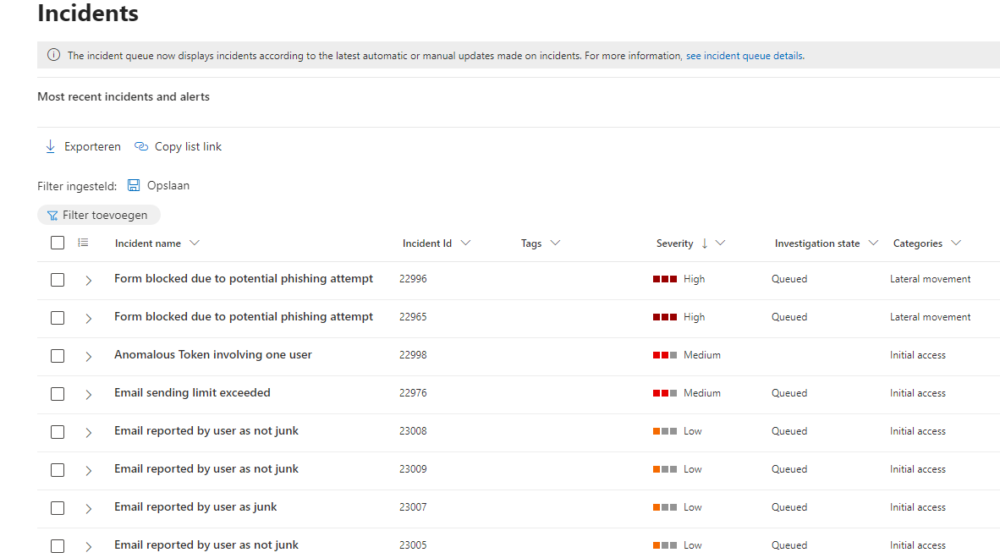 Incidents
The incident queue now displays incidents according to the latest automatic or manual updates made on incidents. For more information, see incident queue details.
Most recent incidents and alerts
Exporteren Copy list link
Filter ingesteld: Opslaan
Filter toevoegen
Incident name Incident Id Tags Severity Investigation state Categories
Form blocked due to potential phishing attempt 22996 High Queued Lateral movement
Form blocked due to potential phishing attempt 22965 High Queued Lateral movement
Anomalous Token involving one user 22998 Medium Initial access
Email sending limit exceeded 22976 Medium Queued Initial access
Email reported by user as not junk 23008 Low Queued Initial access
Email reported by user as not junk 23009 Low Queued Initial access
Email reported by user as junk 23007 Low Queued Initial access
Email reported by user as not junk 23005 Low Queued Initial access